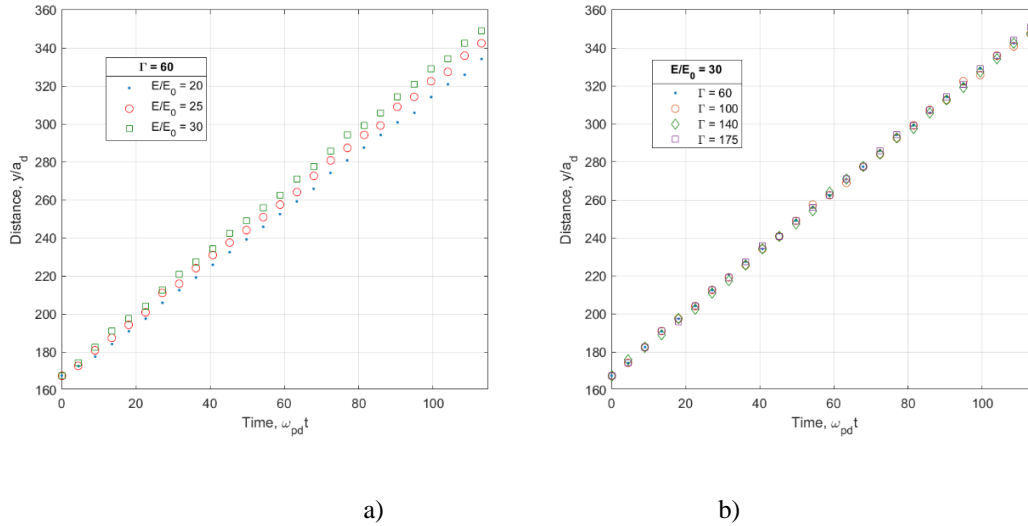 360
340
320
300
280
260
240
220
200
180
160
Distance, y/a_d
0
20
40
60
80
100
Time, ω_pd t
Γ = 60
E/E_0 = 20
E/E_0 = 25
E/E_0 = 30
a)
360
340
320
300
280
260
240
220
200
180
160
Distance, y/a_d
0
20
40
60
80
100
Time, ω_pd t
E/E_0 = 30
Γ = 60
Γ = 100
Γ = 140
Γ = 175
b)